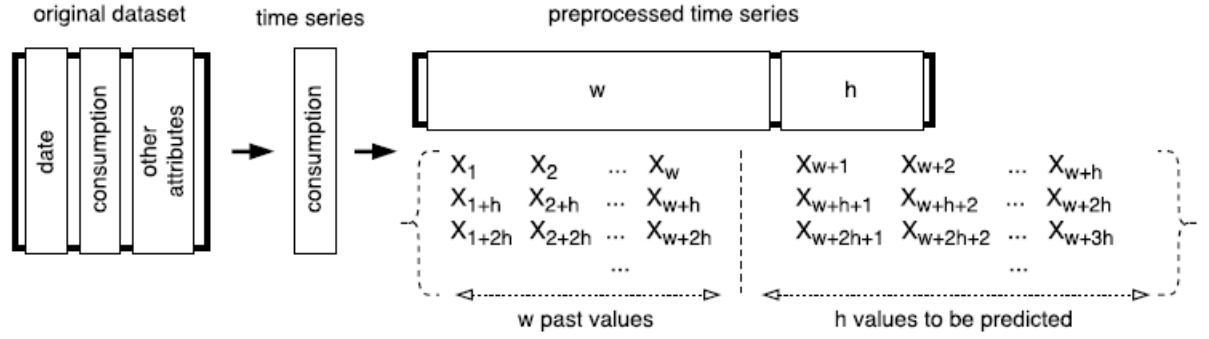 original dataset
time series
preprocessed time series
date
consumption
other attributes
consumption
w
h
X1 X2 ... Xw
Xw+1 Xw+2 ... Xw+h
X1+h X2+h ... Xw+h
Xw+h+1 Xw+h+2 ... Xw+2h
X1+2h X2+2h ... Xw+2h
Xw+2h+1 Xw+2h+2 ... Xw+3h
...
...
w past values
h values to be predicted